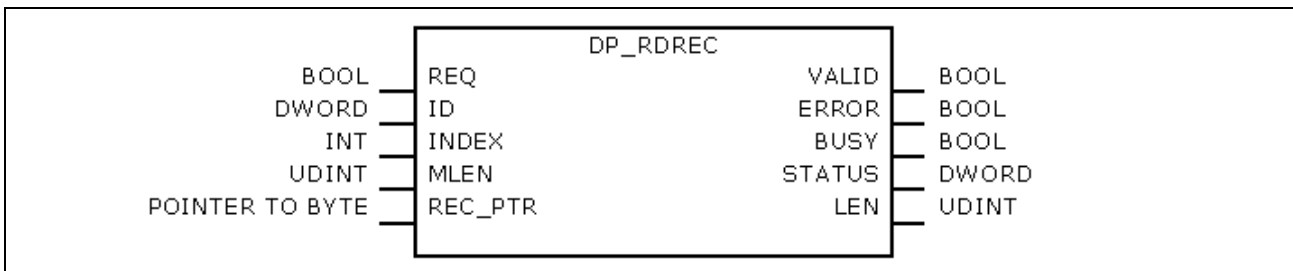 DP_RDREC
BOOL REQ VALID BOOL
DWORD ID ERROR BOOL
INT INDEX BUSY BOOL
UDINT MLEN STATUS DWORD
POINTER TO BYTE REC_PTR LEN UDINT